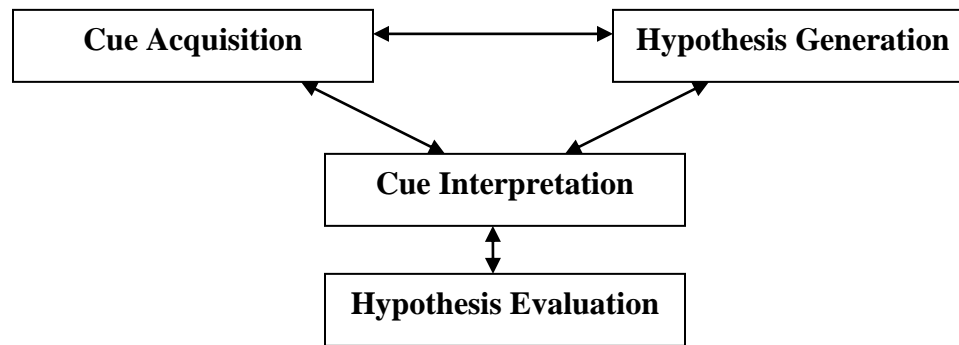 Cue Acquisition
Hypothesis Generation
Cue Interpretation
Hypothesis Evaluation